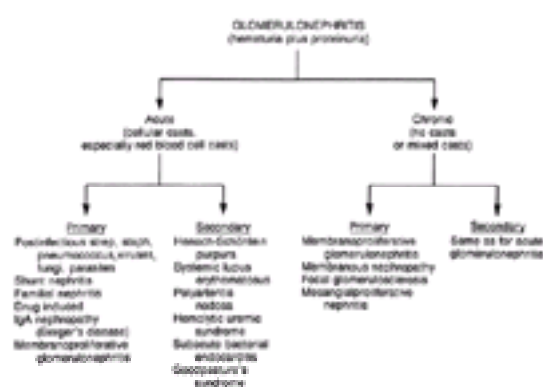 GLOMERULONEPHRITIS
(hematuria plus proteinuria)
Acute
(cellular casts,
especially red blood cell casts)
Chronic
(no casts
or mixed casts)
Primary
Postinfectious strep, staph,
pneumococcus, viruses,
fungi, parasites
Shunt nephritis
Familial nephritis
Drug induced
IgA nephropathy
(Berger's disease)
Membranoproliferative
glomerulonephritis
Secondary
Henoch-Schönlein
purpura
Systemic lupus
erythematosus
Polyarteritis
nodosa
Hemolytic uremic
syndrome
Subacute bacterial
endocarditis
Goodpasture's
syndrome
Primary
Membranoproliferative
glomerulonephritis
Membranous nephropathy
Focal glomerulosclerosis
Mesangialproliferative
nephritis
Secondary
Same as for acute
glomerulonephritis